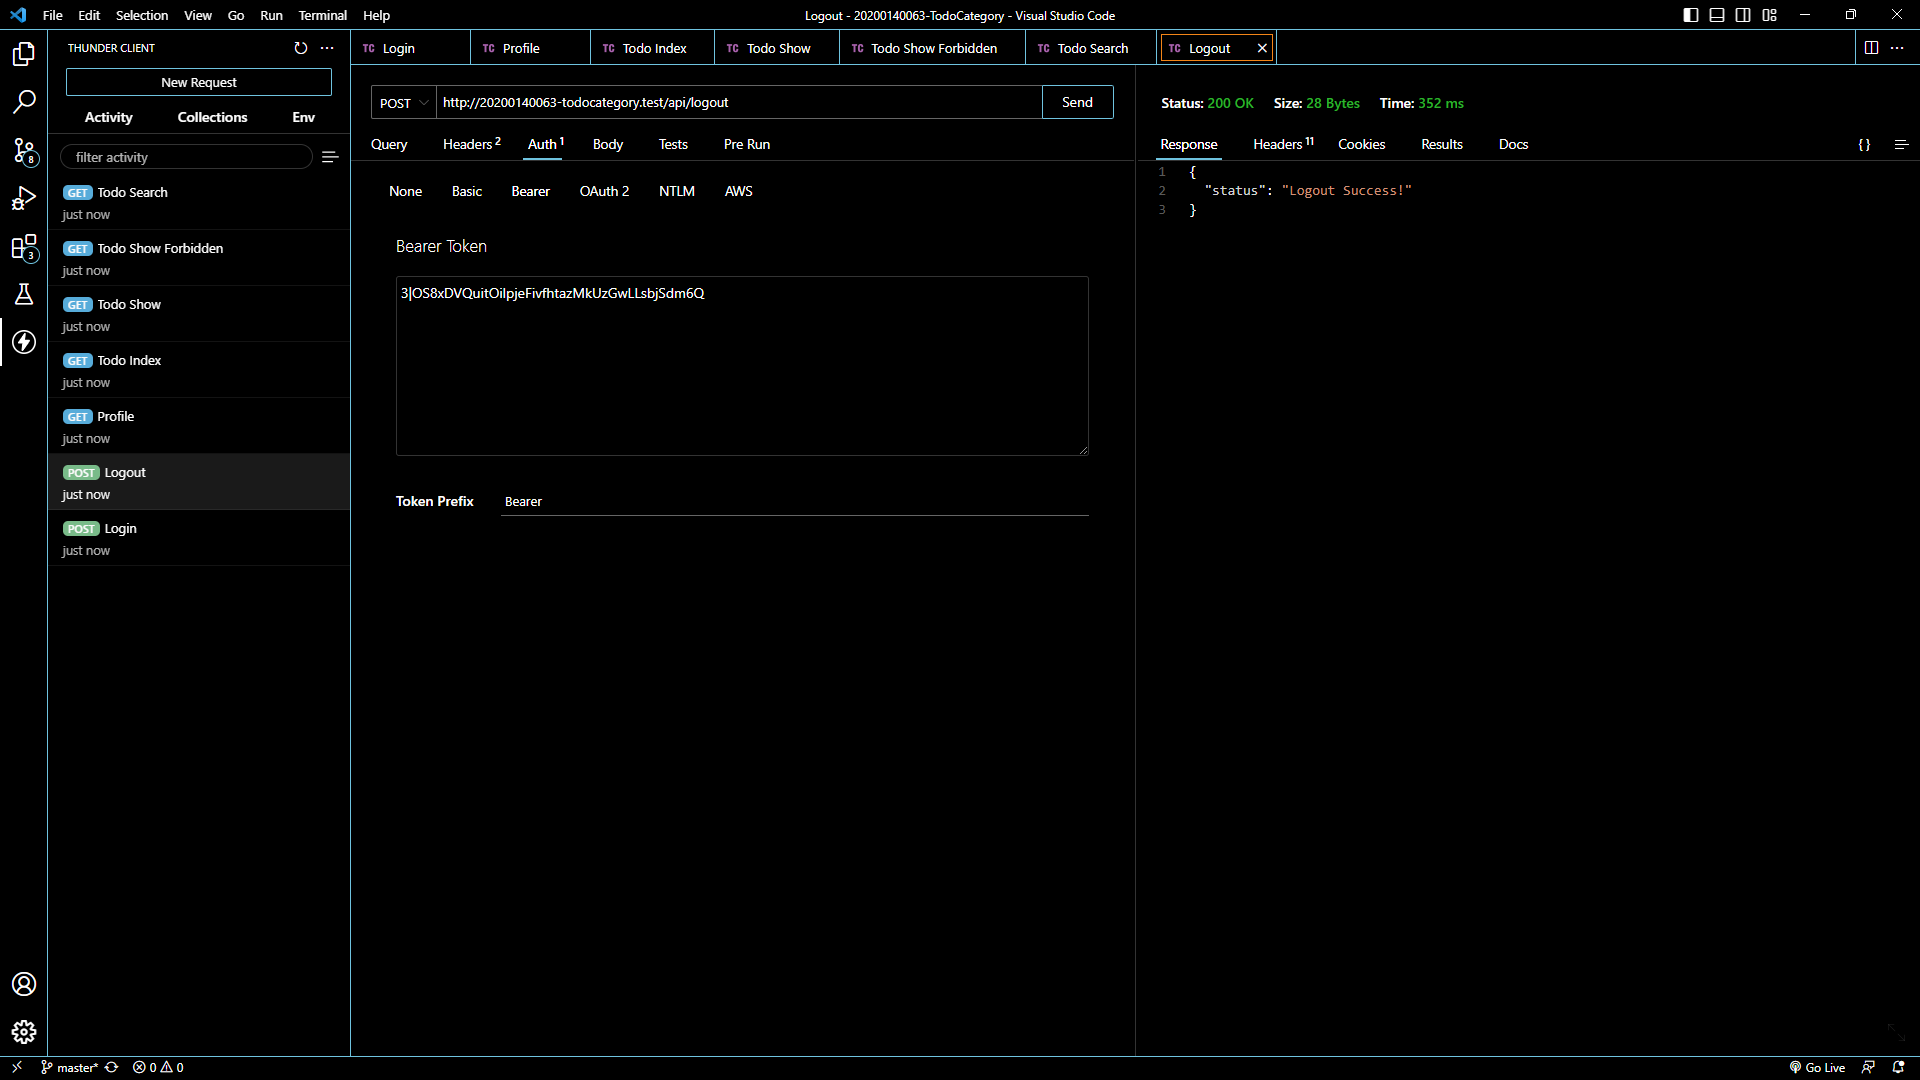 File Edit Selection View Go Run Terminal Help
Logout - 20200140063-TodoCategory - Visual Studio Code
THUNDER CLIENT
New Request
Activity Collections Env
filter activity
GET Todo Search
just now
GET Todo Show Forbidden
just now
GET Todo Show
just now
GET Todo Index
just now
GET Profile
just now
POST Logout
just now
POST Login
just now
8
3
TC Login TC Profile TC Todo Index TC Todo Show TC Todo Show Forbidden TC Todo Search TC Logout
POST http://20200140063-todocategory.test/api/logout Send
Query Headers 2 Auth 1 Body Tests Pre Run
None Basic Bearer OAuth 2 NTLM AWS
Bearer Token
3|OS8xDVQuitOilpjeFivfhtazMkUzGwLLsbjSdm6Q
Token Prefix Bearer
Status: 200 OK Size: 28 Bytes Time: 352 ms
Response Headers 11 Cookies Results Docs {}
1 {
2 "status": "Logout Success!"
3 }
master* 0 0
Go Live